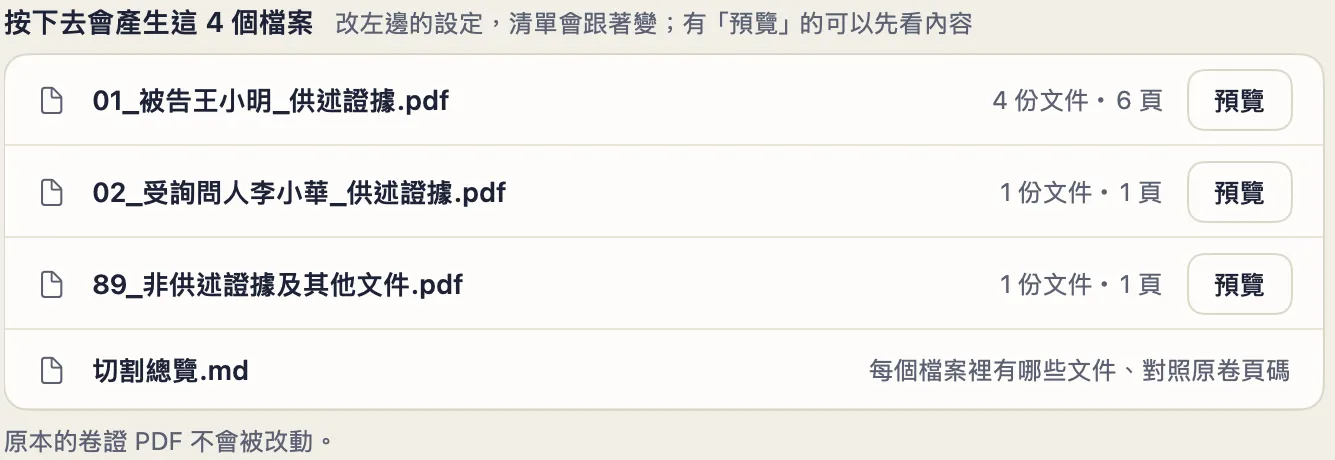 按下去會產生這 4 個檔案 改左邊的設定，清單會跟著變；有「預覽」的可以先看內容
01_被告王小明_供述證據.pdf 4 份文件・6 頁 預覽
02_受詢問人李小華_供述證據.pdf 1 份文件・1 頁 預覽
89_非供述證據及其他文件.pdf 1 份文件・1 頁 預覽
切割總覽.md 每個檔案裡有哪些文件、對照原卷頁碼
原本的卷證 PDF 不會被改動。